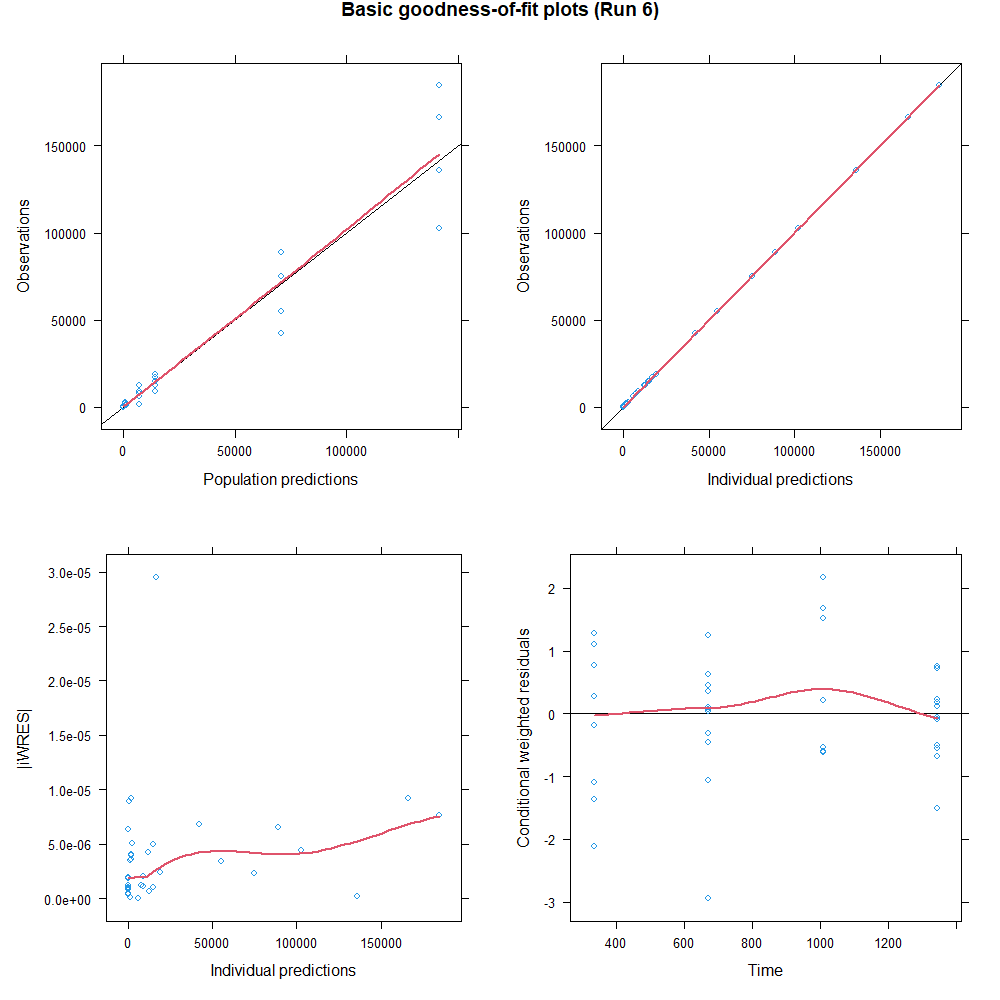 Basic goodness-of-fit plots (Run 6)
150000
100000
50000
0
Observations
0
50000
100000
Population predictions
150000
100000
50000
0
Observations
0
50000
100000
150000
Individual predictions
3.0e-05
2.5e-05
2.0e-05
1.5e-05
1.0e-05
5.0e-06
0.0e+00
|iWRES|
0
50000
100000
150000
Individual predictions
2
1
0
-1
-2
-3
Conditional weighted residuals
400
600
800
1000
1200
Time